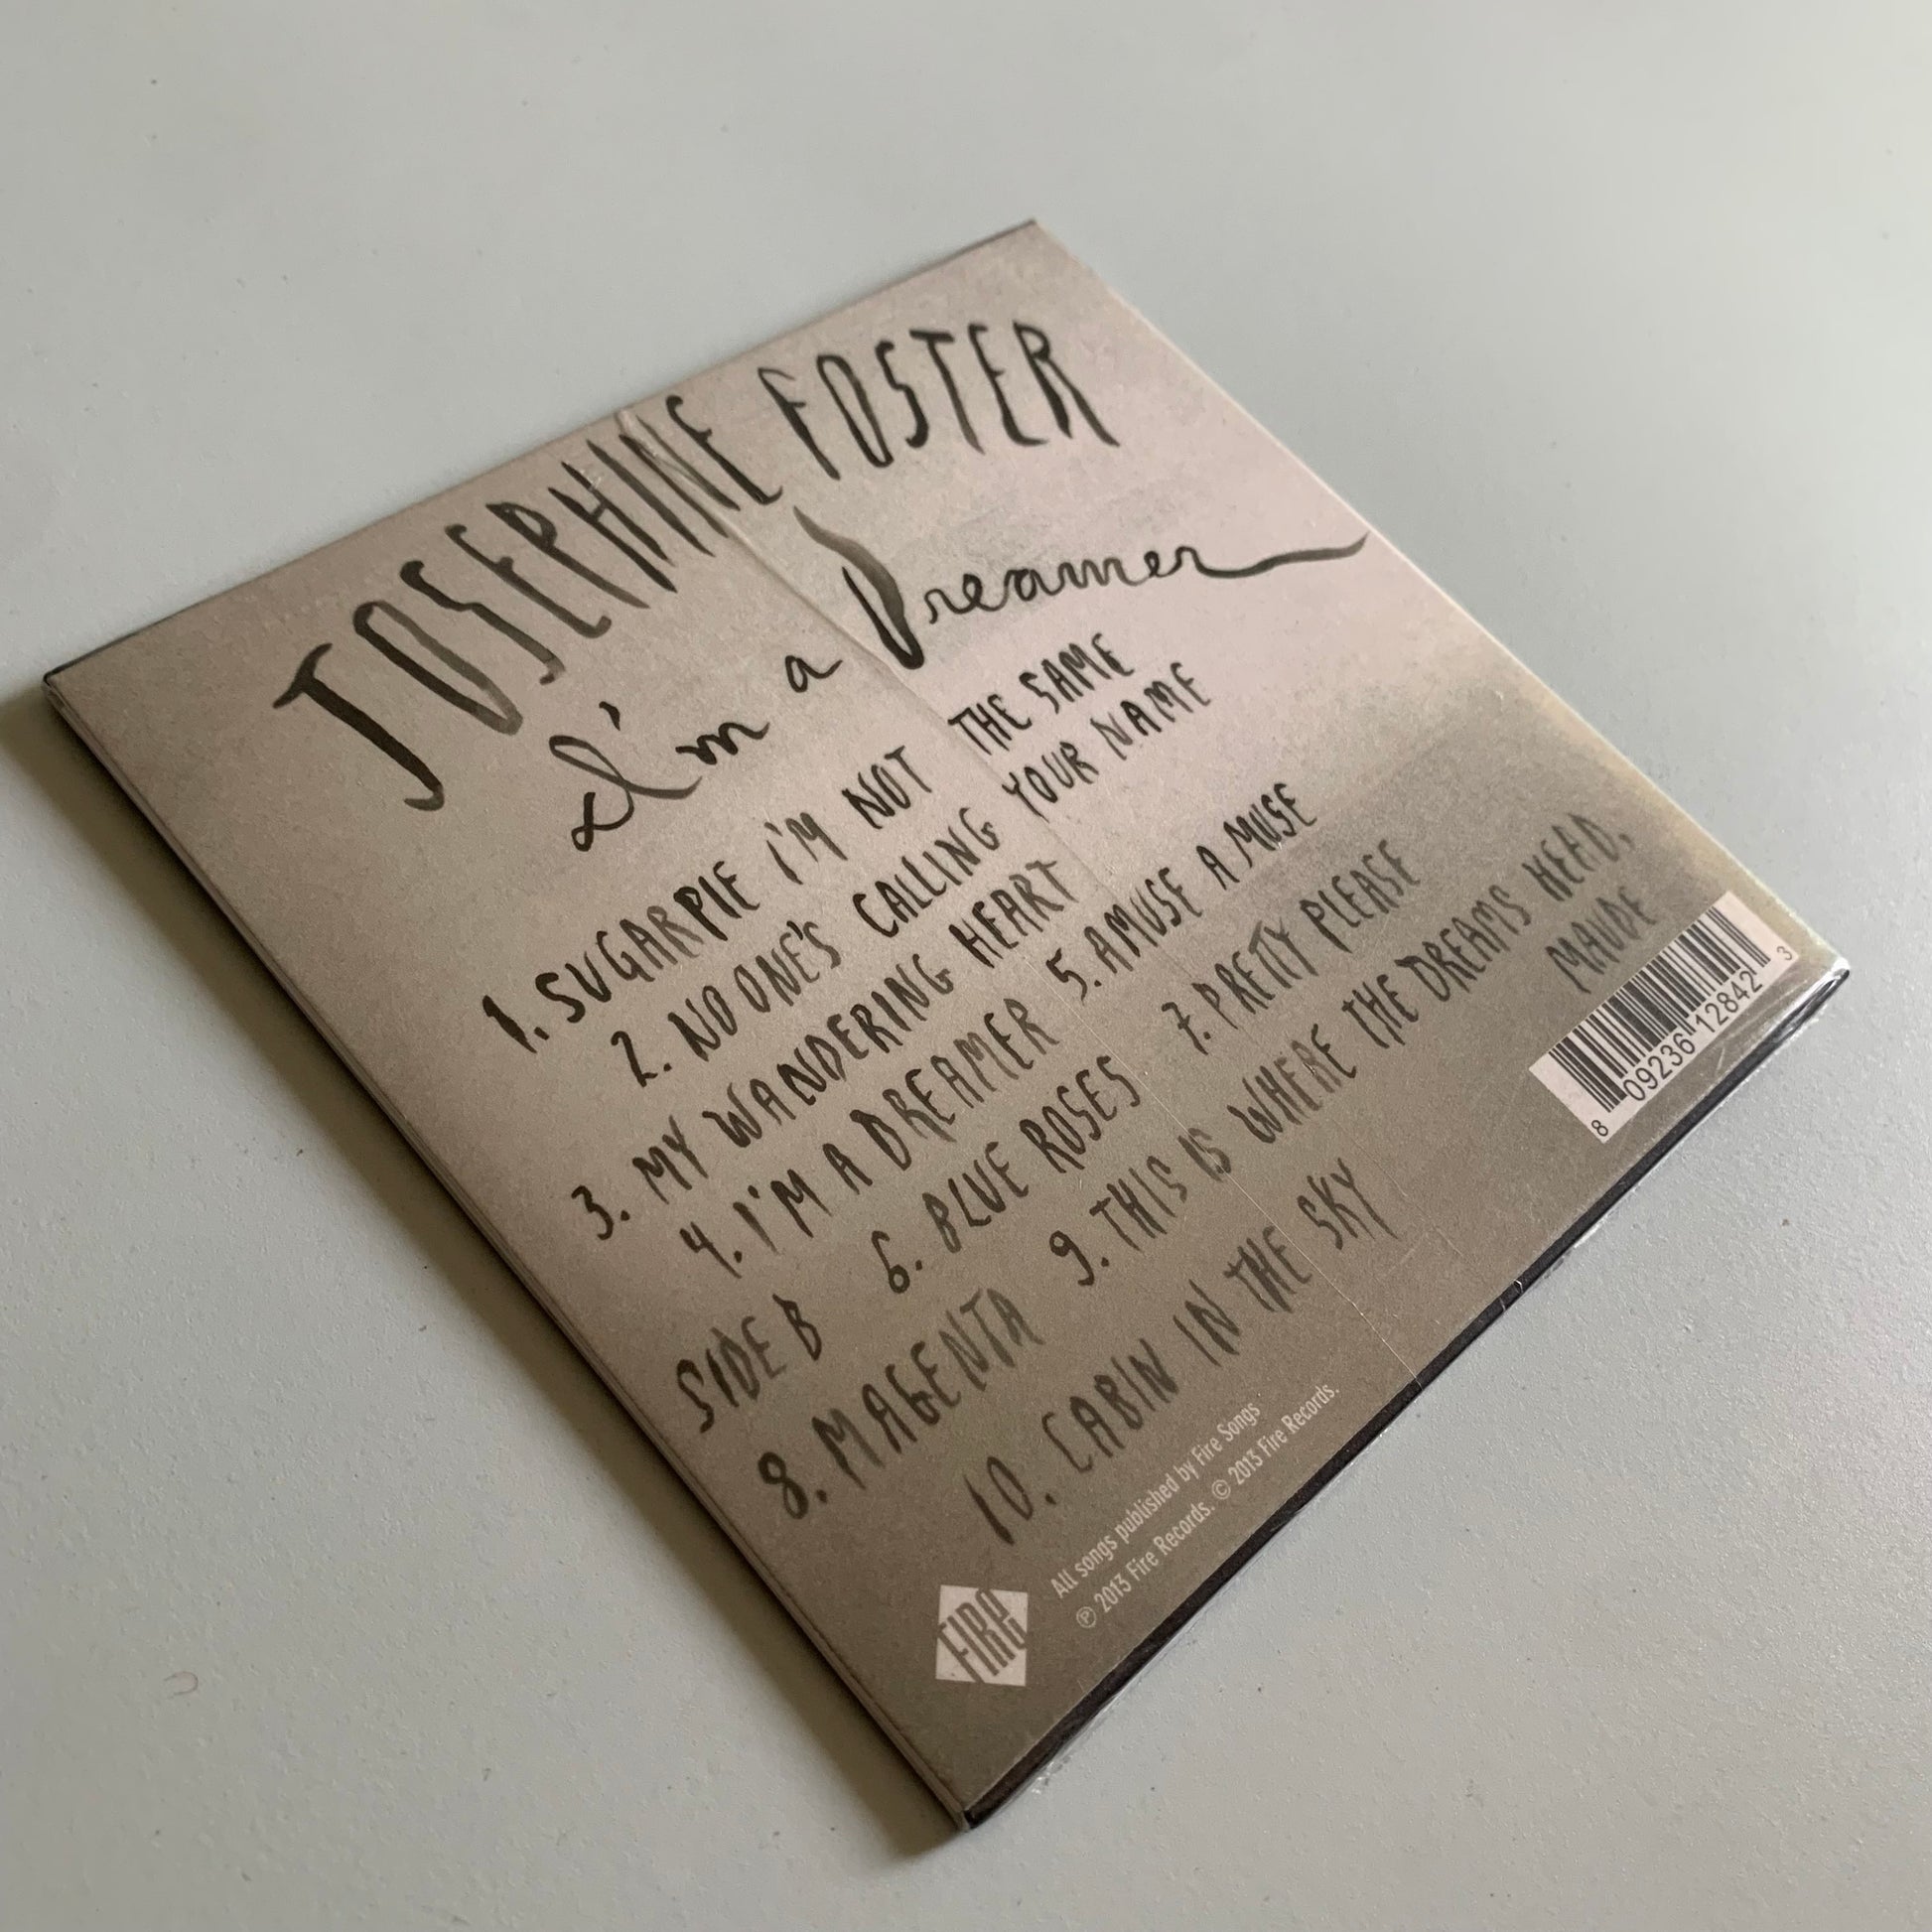 JOSEPHINE FOSTER
I'm a Dreamer
1. SUGARPIE I'M NOT THE SAME
2. NO ONE'S CALLING YOUR NAME
3. MY WANDERING HEART
4. I'M A DREAMER 5. AMUSE A MUSE
SIDE B 6. BLUE ROSES 7. PRETTY PLEASE
8. MAGENTA 9. THIS IS WHERE THE DREAMS HEAD,
MAUDE
10. CABIN IN THE SKY
8 09236 12842 3
FIRE
All songs published by Fire Songs
℗ 2013 Fire Records. © 2013 Fire Records.